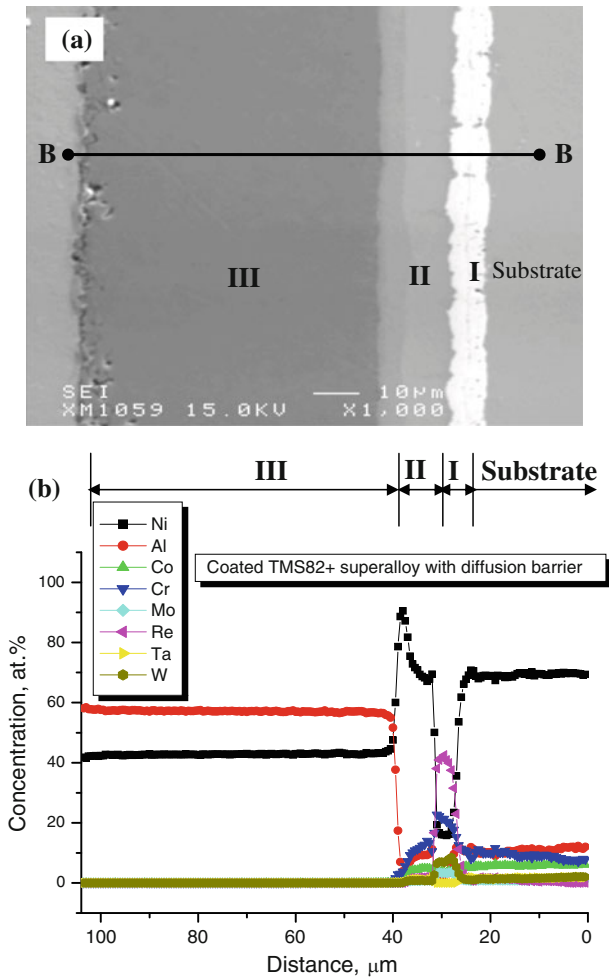 (a)
B B
III II I Substrate
SEI 10μm
XM1059 15.0KV X1,000
(b)
III II I Substrate
Ni
Al
Co
Cr
Mo
Re
Ta
W
Coated TMS82+ superalloy with diffusion barrier
100
80
60
40
20
0
Concentration, at.%
100 80 60 40 20 0
Distance, μm